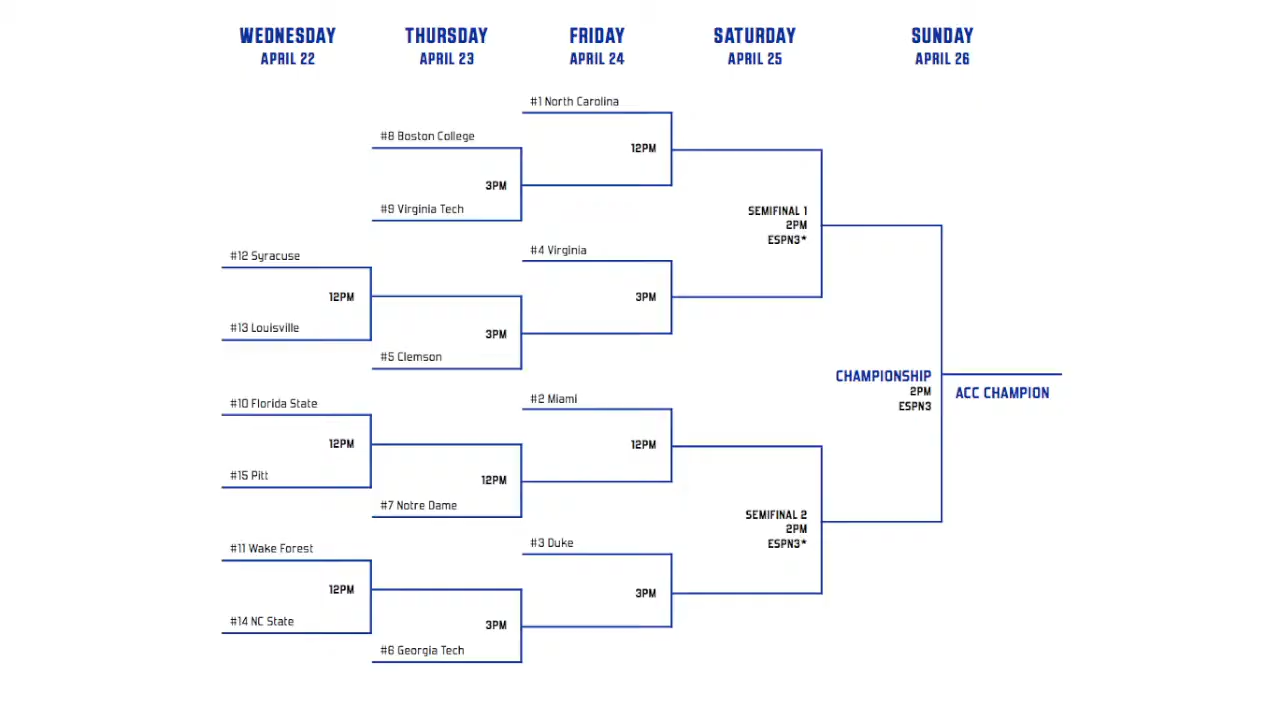 WEDNESDAY
APRIL 22
THURSDAY
APRIL 23
FRIDAY
APRIL 24
SATURDAY
APRIL 25
SUNDAY
APRIL 26
#12 Syracuse
12PM
#13 Louisville
#10 Florida State
12PM
#15 Pitt
#11 Wake Forest
12PM
#14 NC State
#8 Boston College
3PM
#9 Virginia Tech
3PM
#5 Clemson
12PM
#7 Notre Dame
3PM
#6 Georgia Tech
#1 North Carolina
12PM
#4 Virginia
3PM
#2 Miami
12PM
#3 Duke
3PM
SEMIFINAL 1
2PM
ESPN3*
SEMIFINAL 2
2PM
ESPN3*
CHAMPIONSHIP
2PM
ESPN3
ACC CHAMPION